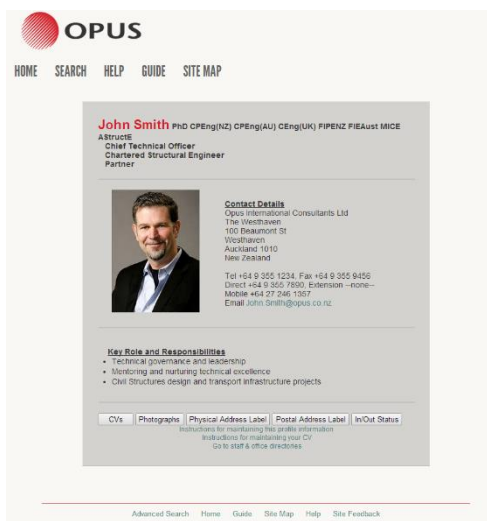 OPUS
HOME SEARCH HELP GUIDE SITE MAP
John Smith PhD CPEng(NZ) CPEng(AU) CEng(UK) FIPENZ FIEAust MICE
AStructE
Chief Technical Officer
Chartered Structural Engineer
Partner
Contact Details
Opus International Consultants Ltd
The Westhaven
100 Beaumont St
Westhaven
Auckland 1010
New Zealand
Tel +64 9 355 1234, Fax +64 9 355 9456
Direct +64 9 355 7890, Extension --none--
Mobile +64 27 246 1357
Email John.Smith@opus.co.nz
Key Role and Responsibilities
• Technical governance and leadership
• Mentoring and nurturing technical excellence
• Civil Structures design and transport infrastructure projects
CVs Photographs Physical Address Label Postal Address Label In/Out Status
Instructions for maintaining this profile information
Instructions for maintaining your CV
Go to staff & office directories
Advanced Search Home Guide Site Map Help Site Feedback